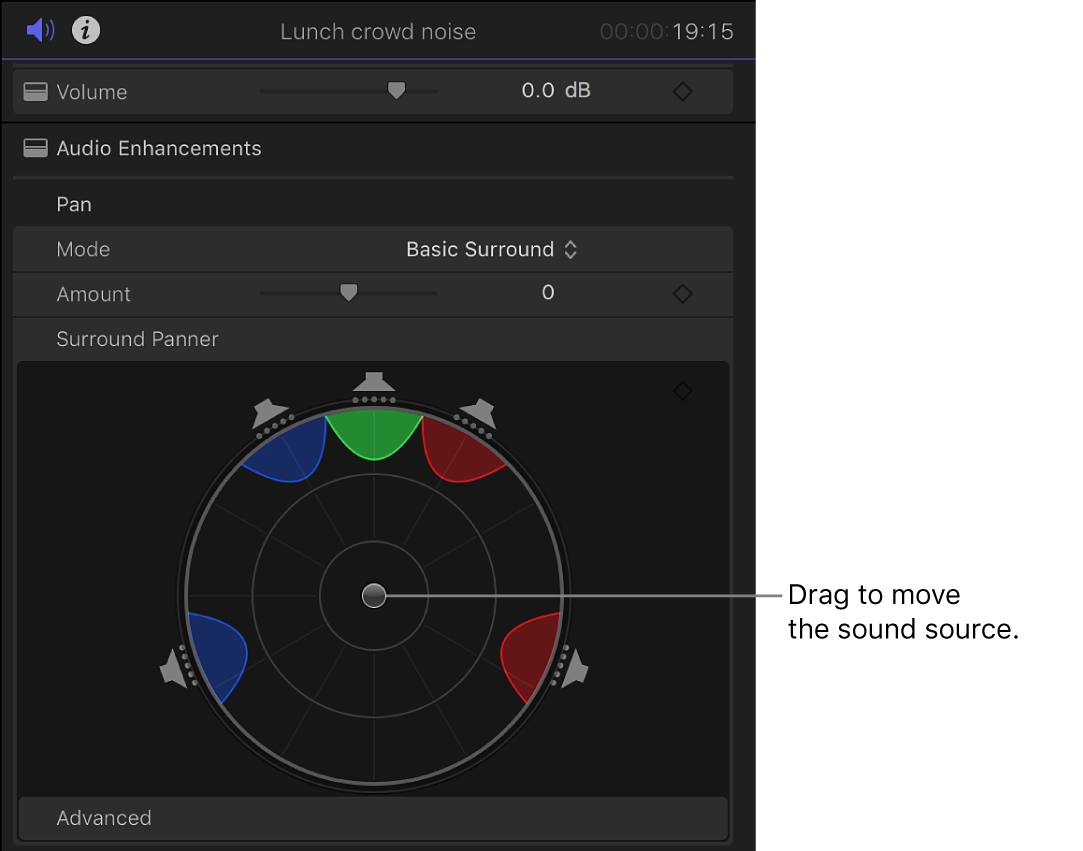 Lunch crowd noise 00:00:19:15
Volume 0.0 dB
Audio Enhancements
Pan
Mode Basic Surround
Amount 0
Surround Panner
Drag to move
the sound source.
Advanced